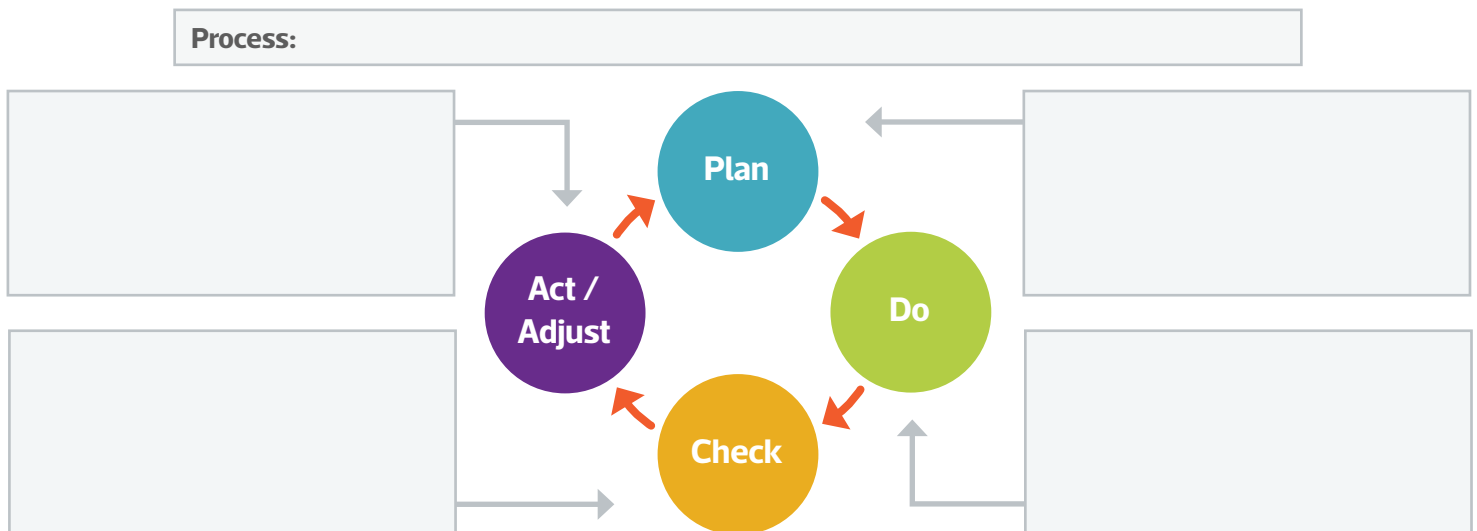 Process:
Plan
Act /
Adjust
Do
Check